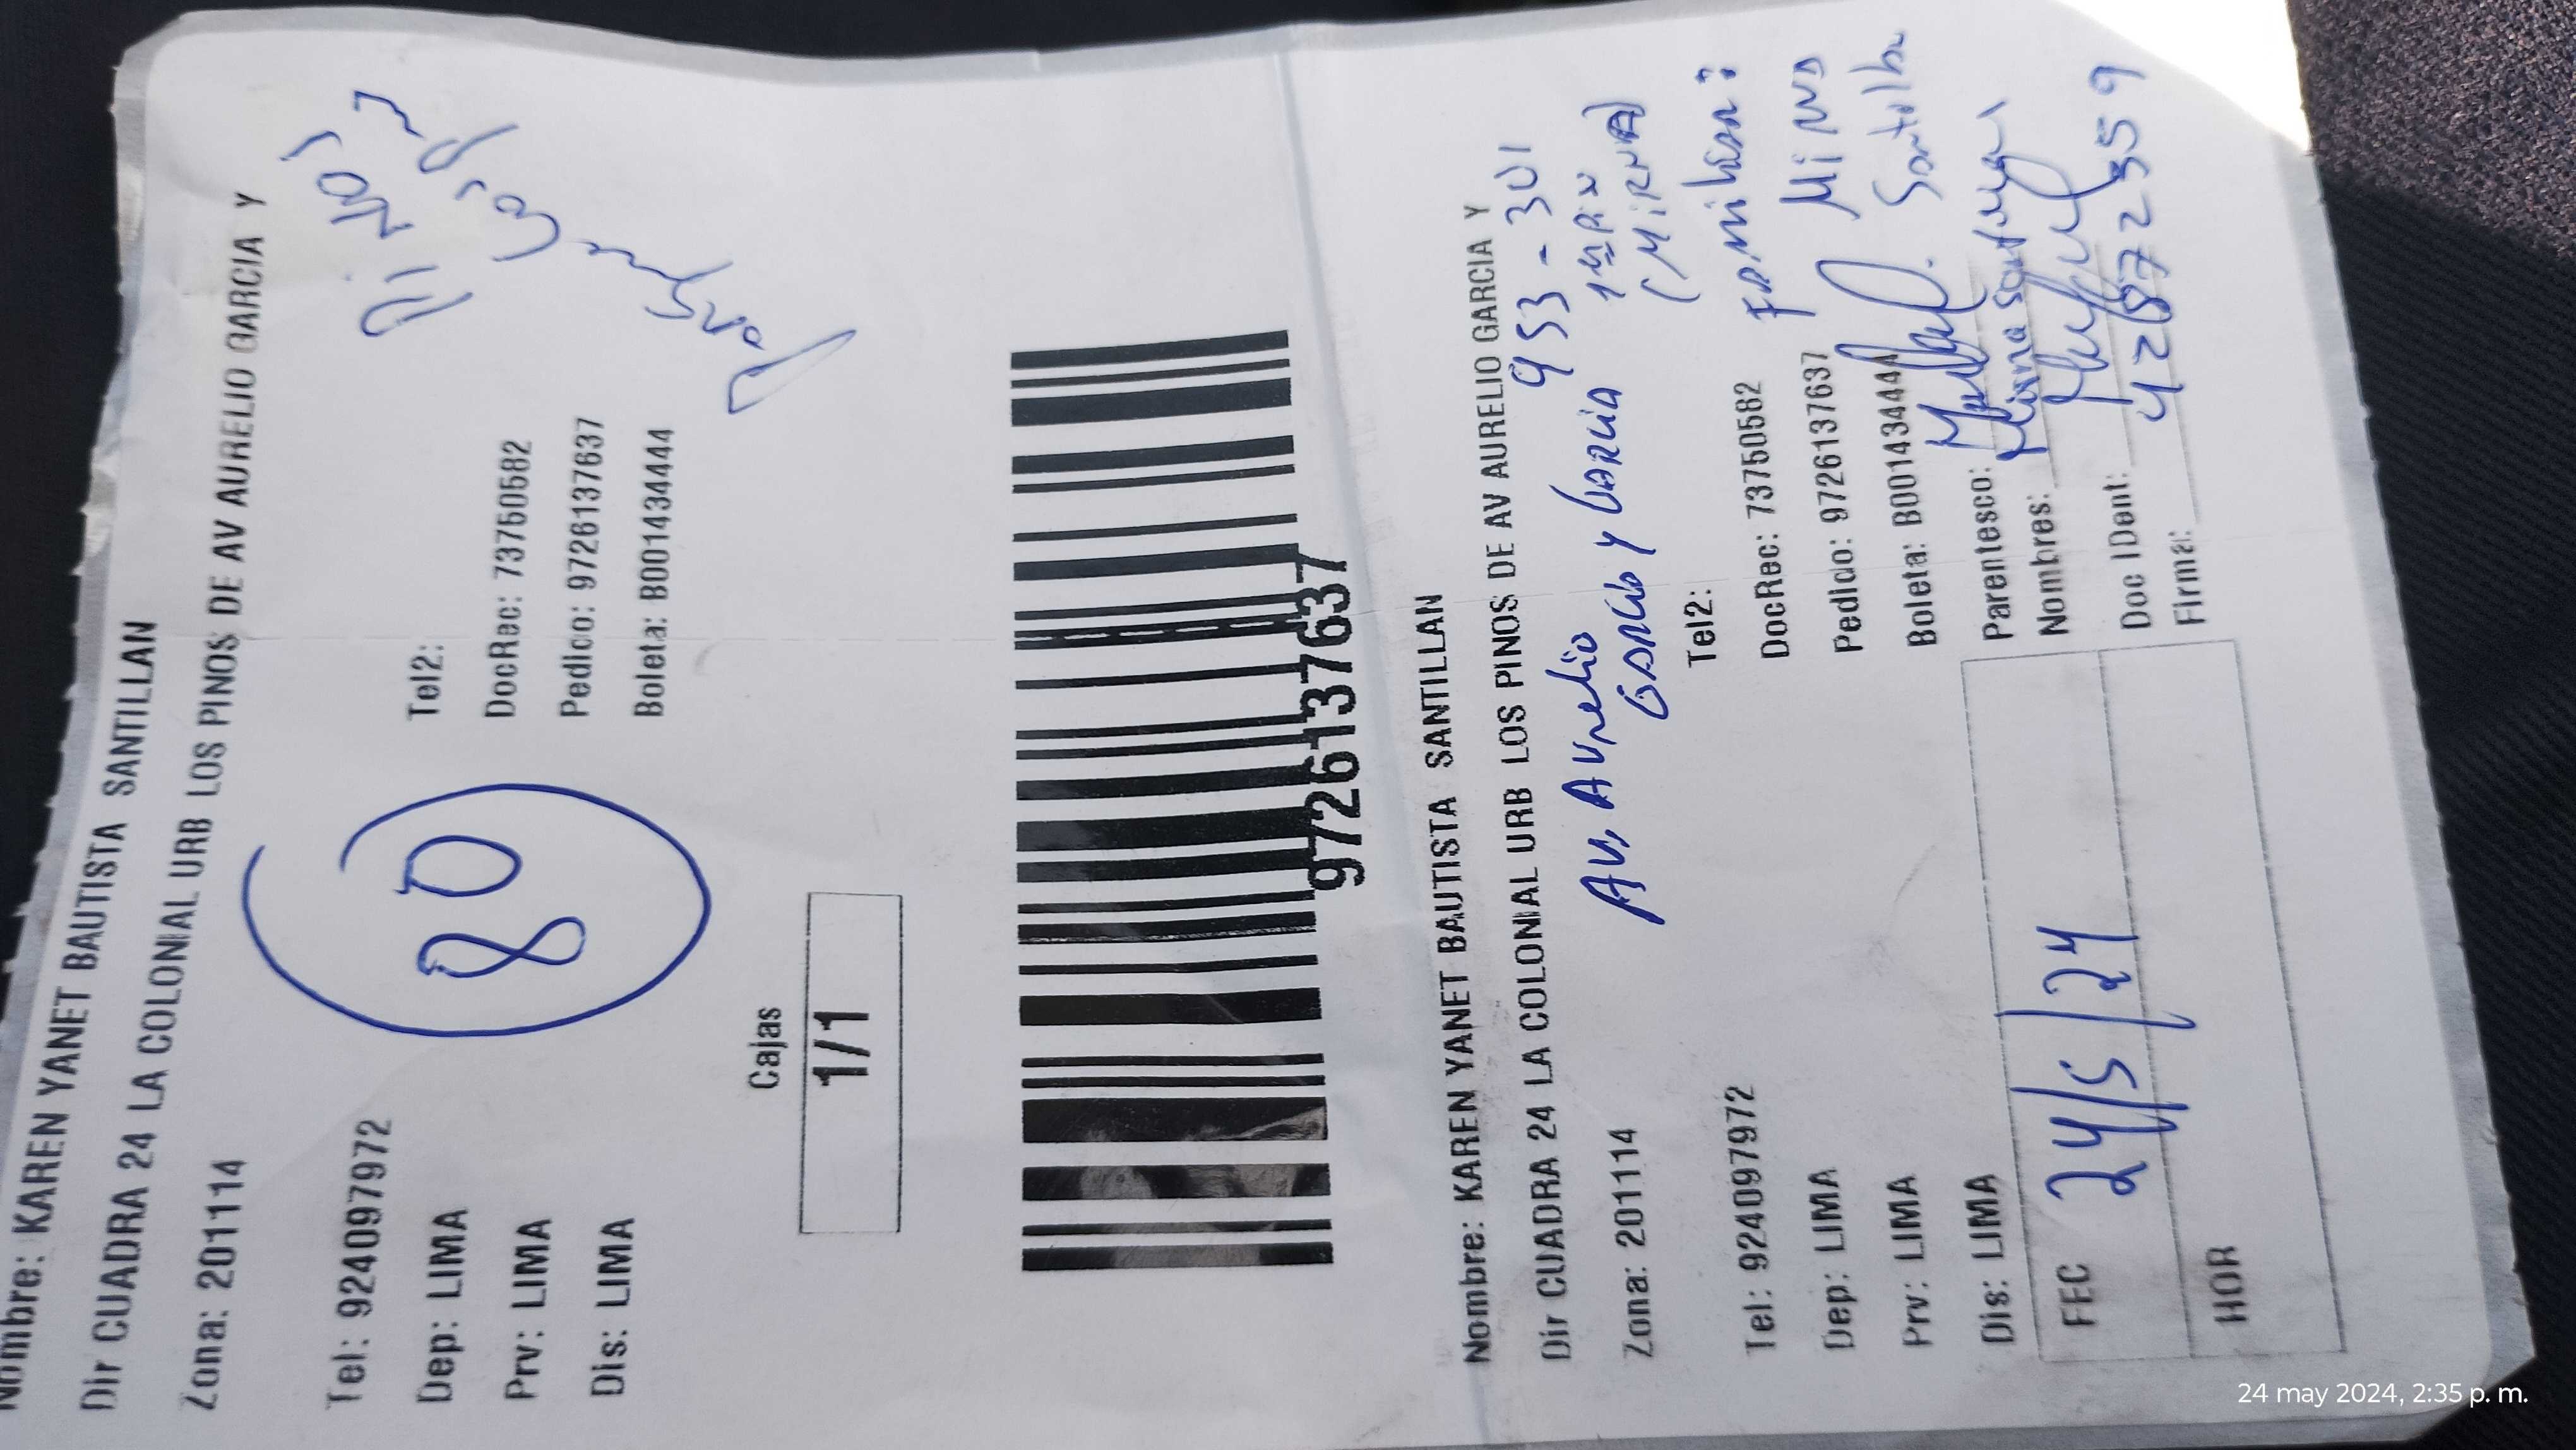 Nombre: KAREN YANET BAUTISTA SANTILLAN
Dir CUADRA 24 LA COLONIAL URB LOS PINOS DE AV AURELIO GARCIA Y
Zona: 201114
PiNOS
80
Tel: 924097972
Tel2:
Dep: LIMA
DocRec: 73750582
Prv: LIMA
Pedido: 9726137637
Dis: LIMA
Boleta: B001434444
Cajas
1/1
9726137637
Nombre: KAREN YANET BAUTISTA SANTILLAN
Dir CUADRA 24 LA COLONIAL URB LOS PINOS DE AV AURELIO GARCIA Y
953-301
Zona: 201114
Av, Aurelio GARCIA
GARCIA Y
(MiRNA)
Familiar:
Tel: 924097972
Tel2:
Dep: LIMA
DocRec: 73750582
Prv: LIMA
Pedido: 9726137637
Dis: LIMA
Boleta: B001434444
Parentesco:
Nombres:
Doc IDent: 42872359
Firma:
FEC 24/5/24
HOR
24 may 2024, 2:35 p. m.